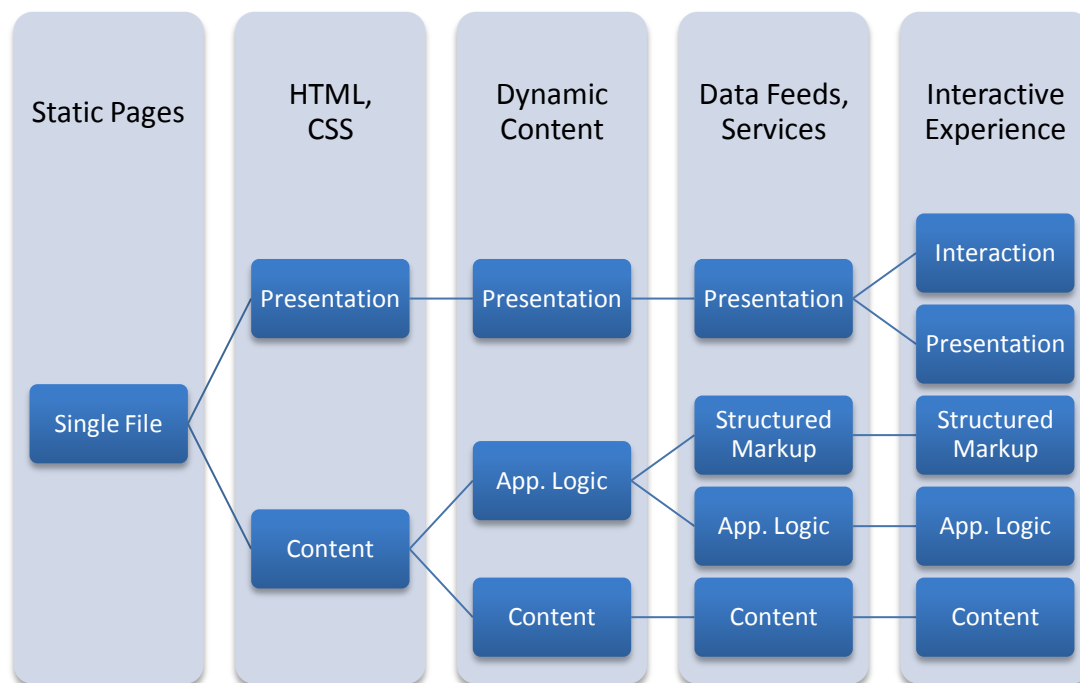 Static Pages
HTML,
CSS
Dynamic
Content
Data Feeds,
Services
Interactive
Experience
Single File
Presentation
Content
Presentation
App. Logic
Content
Presentation
Structured
Markup
App. Logic
Content
Interaction
Presentation
Structured
Markup
App. Logic
Content